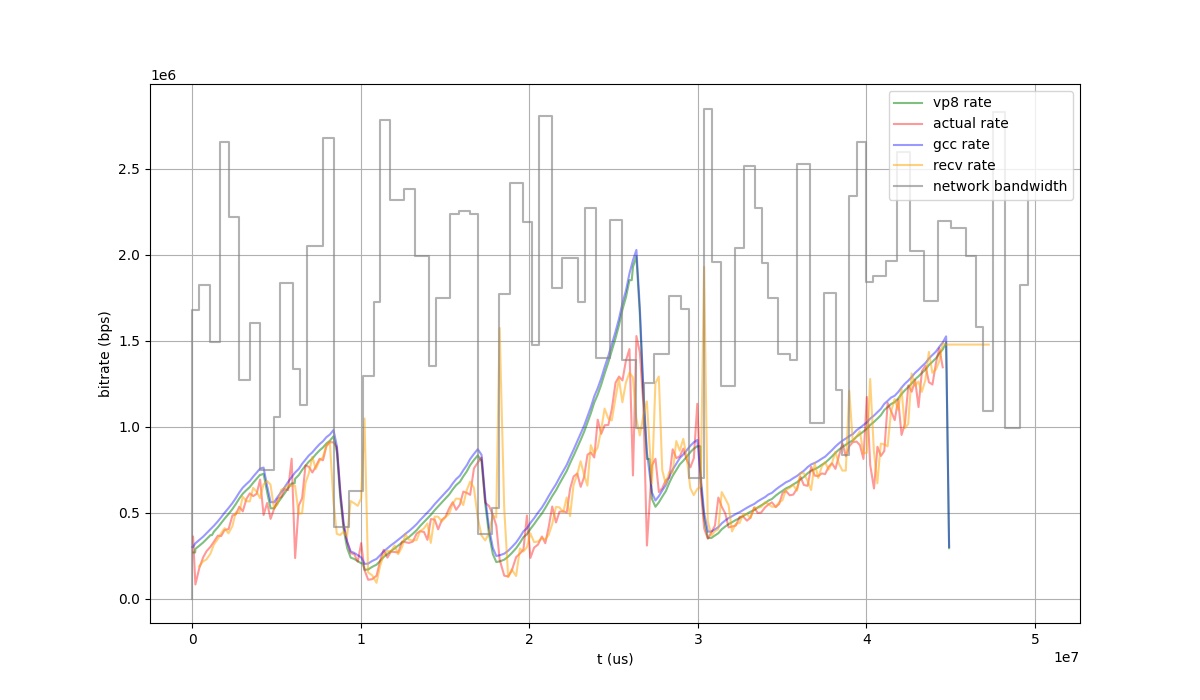 1e6
2.5
2.0
1.5
1.0
0.5
0.0
bitrate (bps)
vp8 rate
actual rate
gcc rate
recv rate
network bandwidth
0 1 2 3 4 5
1e7
t (us)